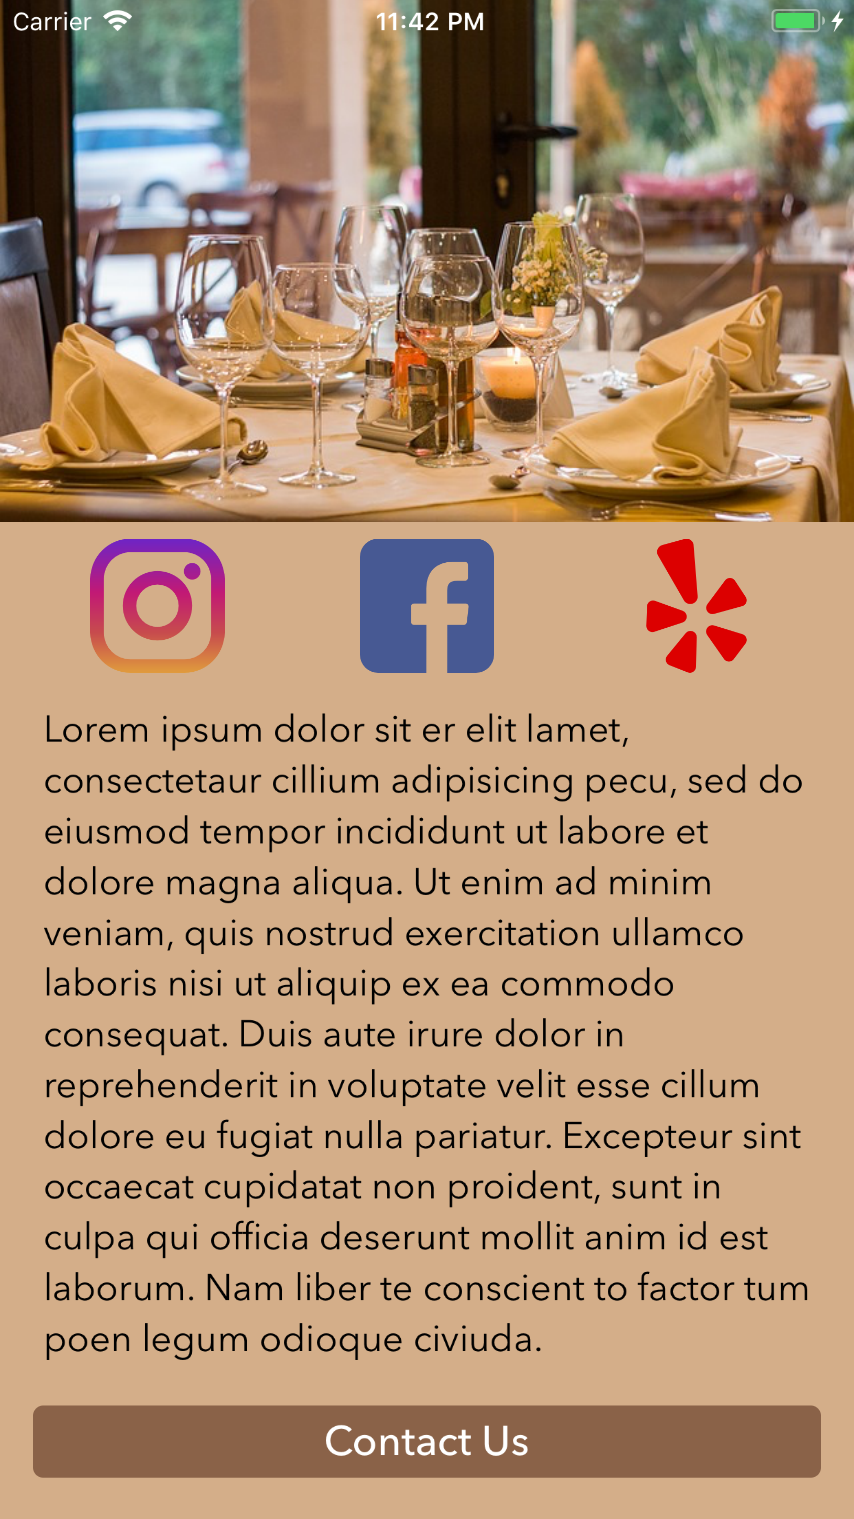 Carrier 11:42 PM
Lorem ipsum dolor sit er elit lamet,
consectetaur cillium adipisicing pecu, sed do
eiusmod tempor incididunt ut labore et
dolore magna aliqua. Ut enim ad minim
veniam, quis nostrud exercitation ullamco
laboris nisi ut aliquip ex ea commodo
consequat. Duis aute irure dolor in
reprehenderit in voluptate velit esse cillum
dolore eu fugiat nulla pariatur. Excepteur sint
occaecat cupidatat non proident, sunt in
culpa qui officia deserunt mollit anim id est
laborum. Nam liber te conscient to factor tum
poen legum odioque civiuda.
Contact Us